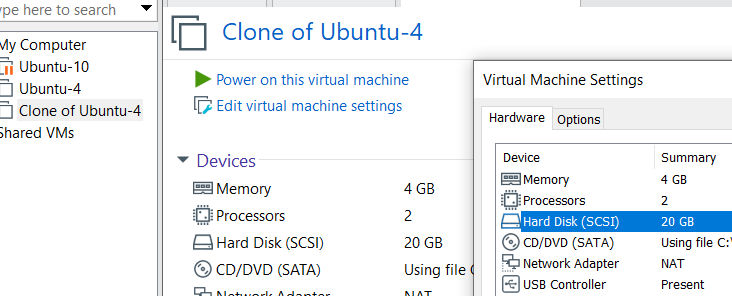 ype here to search
My Computer
Ubuntu-10
Ubuntu-4
Clone of Ubuntu-4
Shared VMs
Clone of Ubuntu-4
Power on this virtual machine
Edit virtual machine settings
Devices
Memory 4 GB
Processors 2
Hard Disk (SCSI) 20 GB
CD/DVD (SATA) Using file
Network Adapter NAT
Virtual Machine Settings
Hardware Options
Device Summary
Memory 4 GB
Processors 2
Hard Disk (SCSI) 20 GB
CD/DVD (SATA) Using file C:
Network Adapter NAT
USB Controller Present